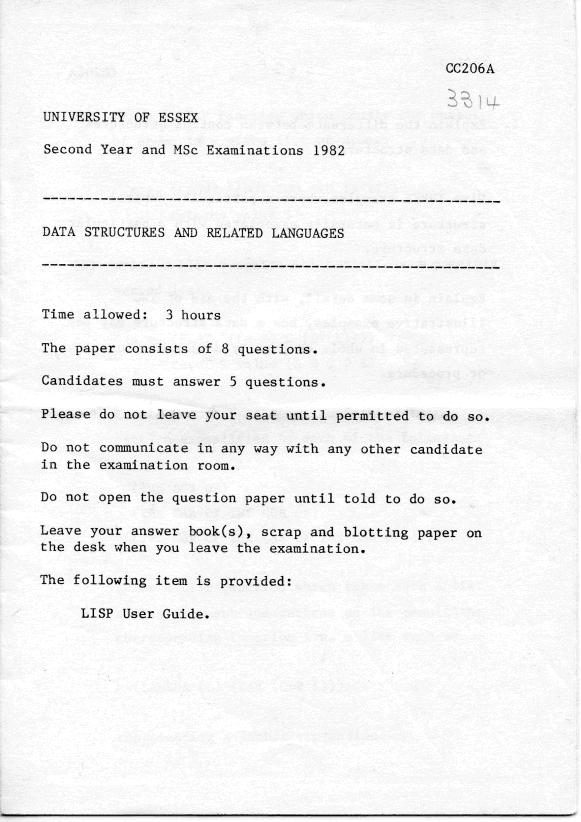 CC206A
3314
UNIVERSITY OF ESSEX
Second Year and MSc Examinations 1982
DATA STRUCTURES AND RELATED LANGUAGES
Time allowed: 3 hours
The paper consists of 8 questions.
Candidates must answer 5 questions.
Please do not leave your seat until permitted to do so.
Do not communicate in any way with any other candidate
in the examination room.
Do not open the question paper until told to do so.
Leave your answer book(s), scrap and blotting paper on
the desk when you leave the examination.
The following item is provided:
LISP User Guide.